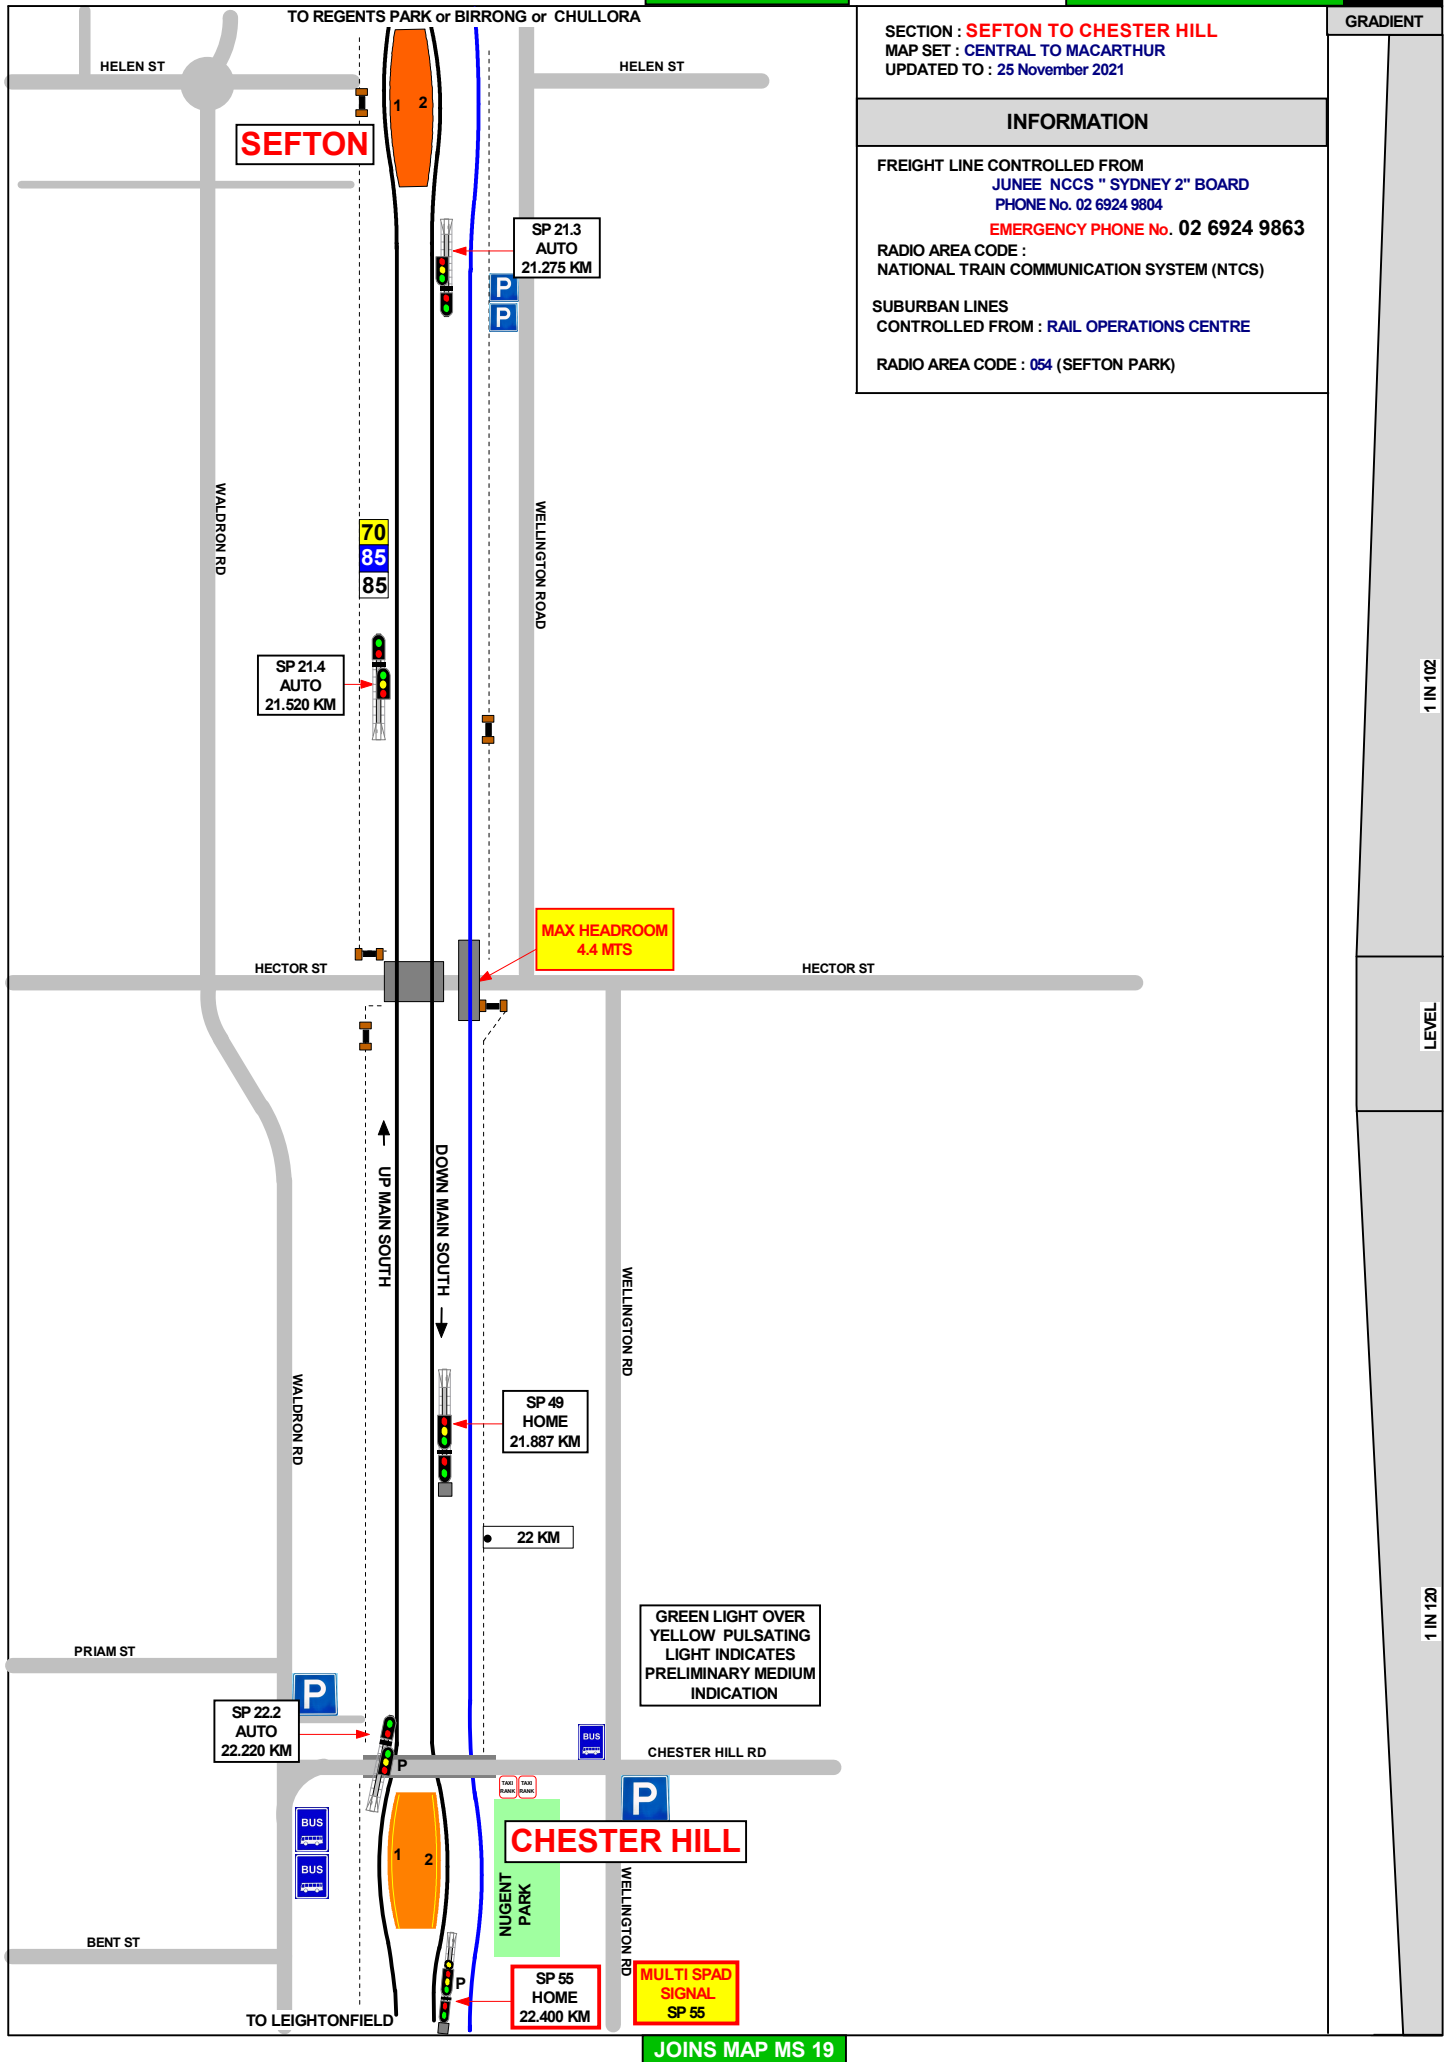 TO REGENTS PARK or BIRRONG or CHULLORA
SECTION : SEFTON TO CHESTER HILL
MAP SET : CENTRAL TO MACARTHUR
UPDATED TO : 25 November 2021
GRADIENT
INFORMATION
FREIGHT LINE CONTROLLED FROM
JUNEE NCCS " SYDNEY 2" BOARD
PHONE No. 02 6924 9804
EMERGENCY PHONE No. 02 6924 9863
RADIO AREA CODE :
NATIONAL TRAIN COMMUNICATION SYSTEM (NTCS)
SUBURBAN LINES
CONTROLLED FROM : RAIL OPERATIONS CENTRE
RADIO AREA CODE : 054 (SEFTON PARK)
HELEN ST
HELEN ST
1 2
SEFTON
SP 21.3
AUTO
21.275 KM
P
P
WALDRON RD
WELLINGTON ROAD
70
85
85
SP 21.4
AUTO
21.520 KM
1 IN 102
MAX HEADROOM
4.4 MTS
HECTOR ST
HECTOR ST
LEVEL
UP MAIN SOUTH
DOWN MAIN SOUTH
WELLINGTON RD
WALDRON RD
SP 49
HOME
21.887 KM
22 KM
1 IN 120
GREEN LIGHT OVER
YELLOW PULSATING
LIGHT INDICATES
PRELIMINARY MEDIUM
INDICATION
PRIAM ST
P
SP 22.2
AUTO
22.220 KM
P
BUS
CHESTER HILL RD
TAXI
RANK
TAXI
RANK
P
CHESTER HILL
BUS
BUS
1 2
NUGENT
PARK
WELLINGTON RD
BENT ST
P
SP 55
HOME
22.400 KM
MULTI SPAD
SIGNAL
SP 55
TO LEIGHTONFIELD
JOINS MAP MS 19